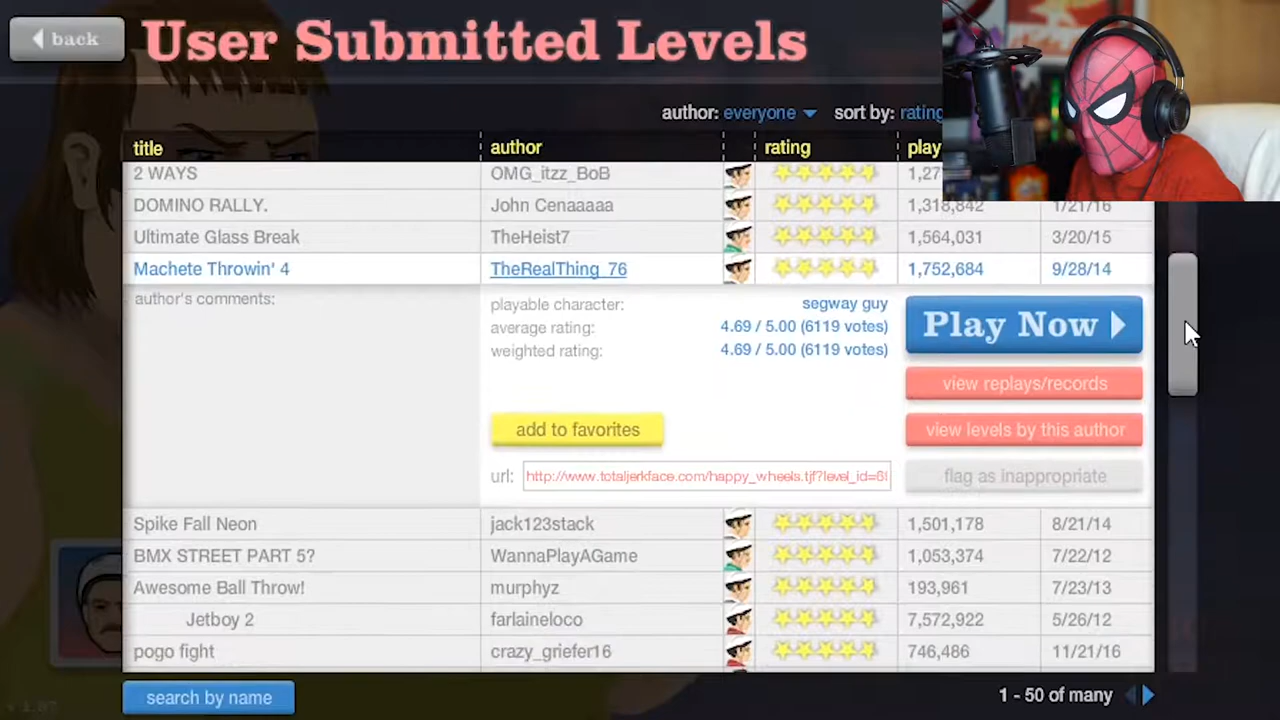 back
User Submitted Levels
author: everyone sort by: rating
title author rating play
2 WAYS OMG_itzz_BoB 1,27
DOMINO RALLY. John Cenaaaaa 1,318,842 1/21/16
Ultimate Glass Break TheHeist7 1,564,031 3/20/15
Machete Throwin' 4 TheRealThing_76 1,752,684 9/28/14
author's comments: playable character: segway guy
average rating: 4.69 / 5.00 (6119 votes)
weighted rating: 4.69 / 5.00 (6119 votes)
Play Now
view replays/records
add to favorites view levels by this author
url: http://www.totaljerkface.com/happy_wheels.tjf?level_id=6 flag as inappropriate
Spike Fall Neon jack123stack 1,501,178 8/21/14
BMX STREET PART 5? WannaPlayAGame 1,053,374 7/22/12
Awesome Ball Throw! murphyz 193,961 7/23/13
Jetboy 2 farlaineloco 7,572,922 5/26/12
pogo fight crazy_griefer16 746,486 11/21/16
search by name 1 - 50 of many